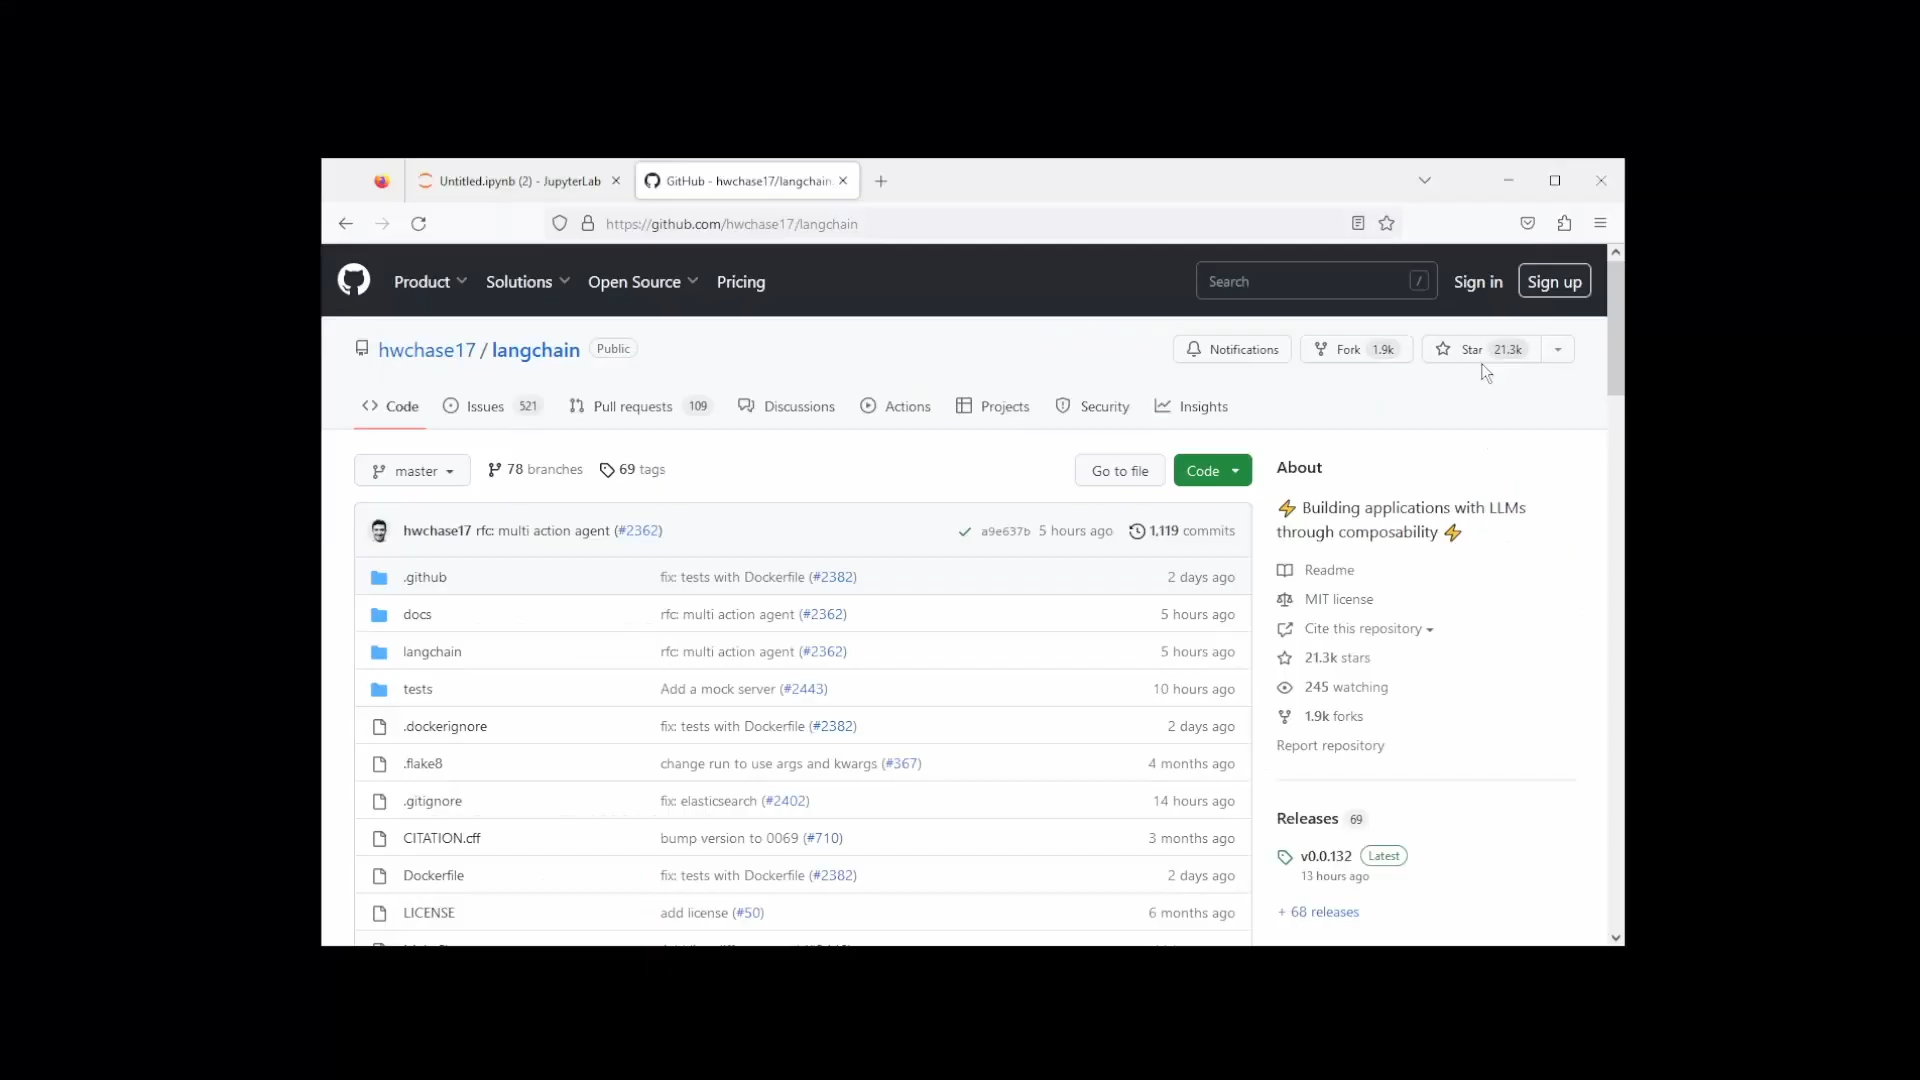 Untitled.ipynb (2) - JupyterLab
GitHub - hwchase17/langchain
https://github.com/hwchase17/langchain
Product Solutions Open Source Pricing
Search /
Sign in
Sign up
hwchase17 / langchain Public
Notifications
Fork 1.9k
Star 21.3k
Code
Issues 521
Pull requests 109
Discussions
Actions
Projects
Security
Insights
master
78 branches
69 tags
Go to file
Code
hwchase17 rfc: multi action agent (#2362) a9e637b 5 hours ago 1,119 commits
.github fix: tests with Dockerfile (#2382) 2 days ago
docs rfc: multi action agent (#2362) 5 hours ago
langchain rfc: multi action agent (#2362) 5 hours ago
tests Add a mock server (#2443) 10 hours ago
.dockerignore fix: tests with Dockerfile (#2382) 2 days ago
.flake8 change run to use args and kwargs (#367) 4 months ago
.gitignore fix: elasticsearch (#2402) 14 hours ago
CITATION.cff bump version to 0069 (#710) 3 months ago
Dockerfile fix: tests with Dockerfile (#2382) 2 days ago
LICENSE add license (#50) 6 months ago
About
⚡ Building applications with LLMs
through composability ⚡
Readme
MIT license
Cite this repository
21.3k stars
245 watching
1.9k forks
Report repository
Releases 69
v0.0.132 Latest
13 hours ago
+ 68 releases